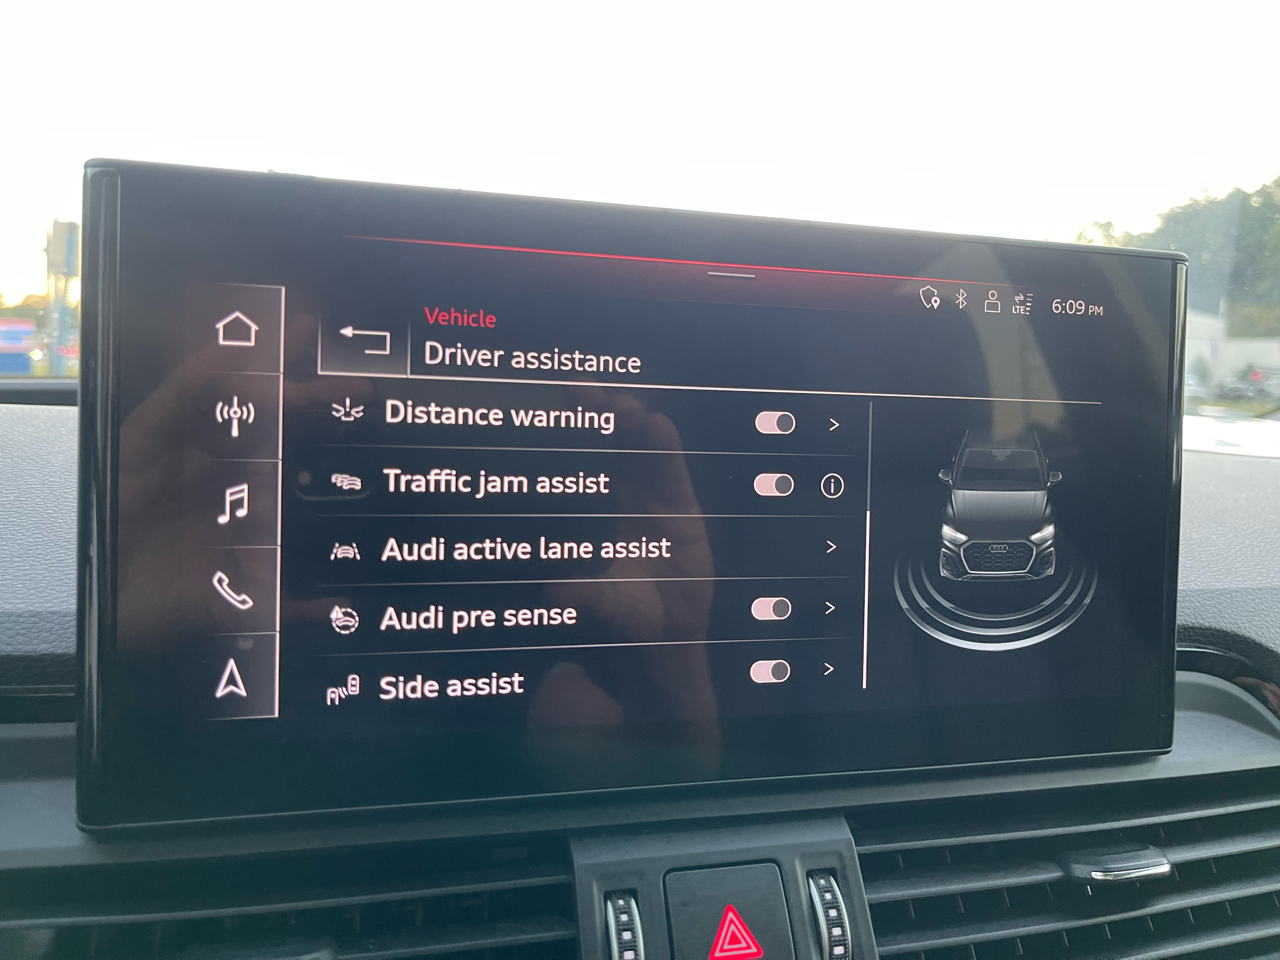 LTE
6:09 PM
Vehicle
Driver assistance
Distance warning
Traffic jam assist
Audi active lane assist
Audi pre sense
Side assist